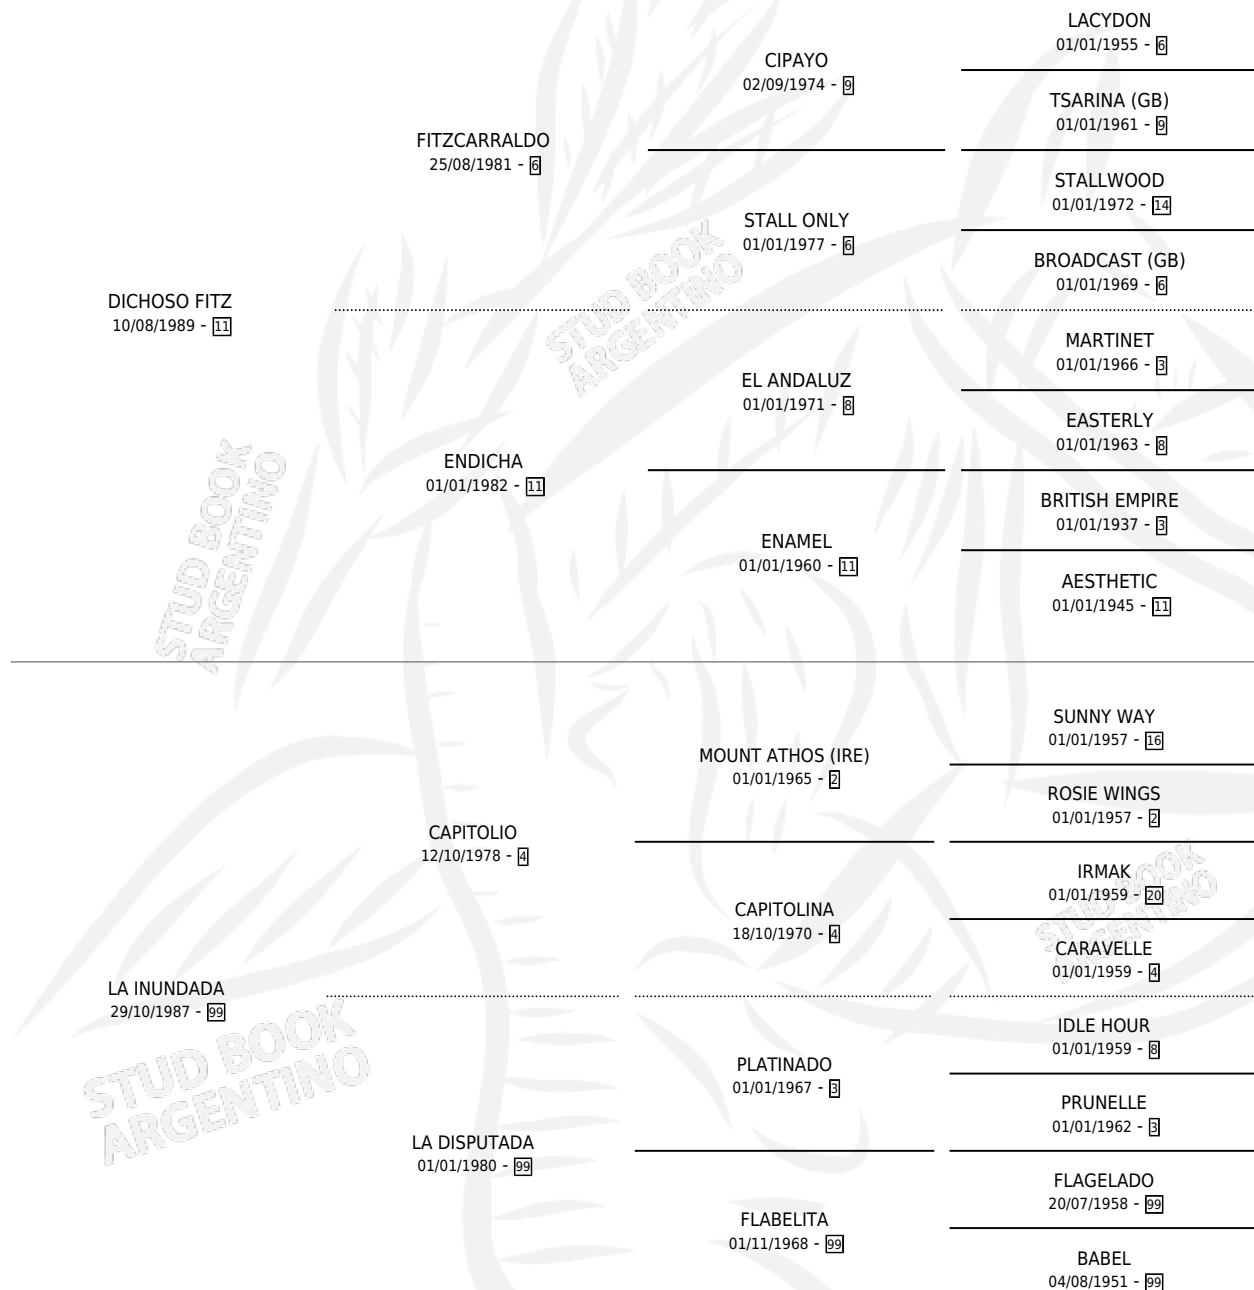 LACYDON
01/01/1955 - 6
CIPAYO
02/09/1974 - 9
TSARINA (GB)
01/01/1961 - 9
FITZCARRALDO
25/08/1981 - 6
STALLWOOD
01/01/1972 - 14
STALL ONLY
01/01/1977 - 6
BROADCAST (GB)
01/01/1969 - 6
DICHOSO FITZ
10/08/1989 - 11
MARTINET
01/01/1966 - 3
EL ANDALUZ
01/01/1971 - 8
EASTERLY
01/01/1963 - 8
ENDICHA
01/01/1982 - 11
BRITISH EMPIRE
01/01/1937 - 3
ENAMEL
01/01/1960 - 11
AESTHETIC
01/01/1945 - 11
SUNNY WAY
01/01/1957 - 16
MOUNT ATHOS (IRE)
01/01/1965 - 2
ROSIE WINGS
01/01/1957 - 2
CAPITOLIO
12/10/1978 - 4
IRMAK
01/01/1959 - 20
CAPITOLINA
18/10/1970 - 4
CARAVELLE
01/01/1959 - 4
LA INUNDADA
29/10/1987 - 99
IDLE HOUR
01/01/1959 - 8
PLATINADO
01/01/1967 - 3
PRUNELLE
01/01/1962 - 3
LA DISPUTADA
01/01/1980 - 99
FLAGELADO
20/07/1958 - 99
FLABELITA
01/11/1968 - 99
BABEL
04/08/1951 - 99
STUD BOOK
ARGENTINO
STUD BOOK
ARGENTINO
STUD BOOK
ARGENTINO
STUD BOOK
ARGENTINO